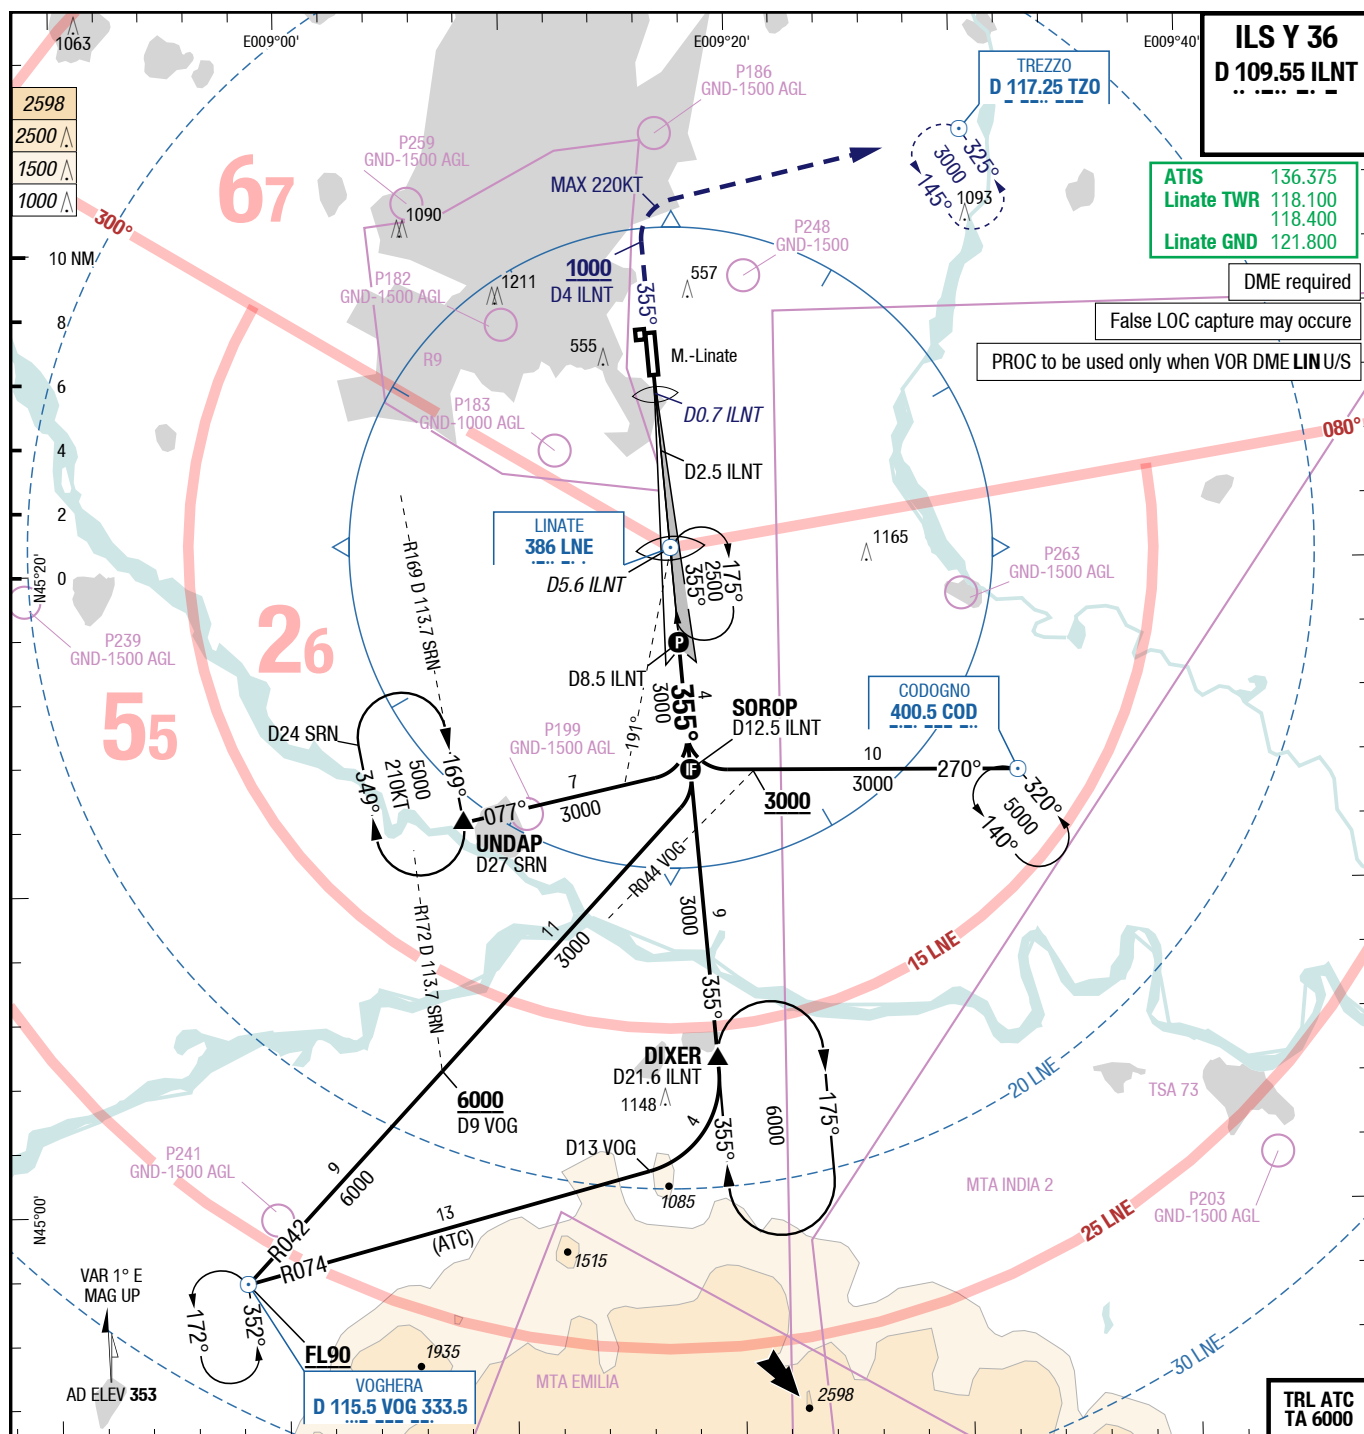 1063
E009°00'
E009°20'
E009°40'
ILS Y 36
D 109.55 ILNT
TREZZO
D 117.25 TZO
P186
GND-1500 AGL
2598
2500
1500
1000
P259
GND-1500 AGL
67
MAX 220KT
325°
3000
145°
1093
ATIS 136.375
Linate TWR 118.100
118.400
Linate GND 121.800
300°
1090
P248
GND-1500
10 NM
P182
GND-1500 AGL
1211
1000
D4 ILNT
557
355°
DME required
8
False LOC capture may occure
R9
555
M.-Linate
PROC to be used only when VOR DME LIN U/S
6
P183
GND-1000 AGL
D0.7 ILNT
080°
4
D2.5 ILNT
2
R169 D 113.7 SRN
LINATE
386 LNE
1165
P263
GND-1500 AGL
N45°20'
0
D5.6 ILNT
355°
2500
175°
P239
GND-1500 AGL
26
55
D8.5 ILNT
P
4
3000
355°
SOROP
D12.5 ILNT
CODOGNO
400.5 COD
D24 SRN
P199
GND-1500 AGL
191°
349°
5000
210KT
169°
7
3000
077°
IF
10
3000
270°
3000
320°
5000
140°
UNDAP
D27 SRN
R044 VOG
R172 D 113.7 SRN
11
3000
9
3000
355°
15 LNE
DIXER
D21.6 ILNT
1148
20 LNE
TSA 73
6000
D9 VOG
4
355°
6000
175°
D13 VOG
P241
GND-1500 AGL
9
6000
1085
MTA INDIA 2
P203
GND-1500 AGL
N45°00'
R042
R074
13
(ATC)
25 LNE
1515
VAR 1° E
MAG UP
172°
352°
FL90
1935
30 LNE
AD ELEV 353
VOGHERA
D 115.5 VOG 333.5
MTA EMILIA
2598
TRL ATC
TA 6000